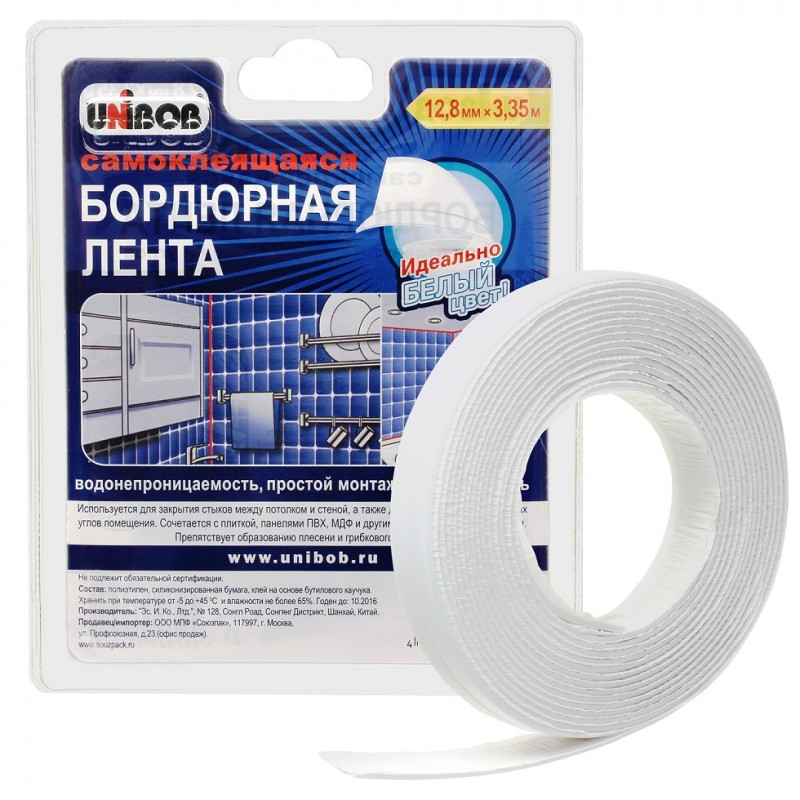 UNIBOB
12,8 мм × 3,35 м
самоклеящаяся
БОРДЮРНАЯ
ЛЕНТА
Идеально
БЕЛЫЙ
цвет!
водонепроницаемость, простой монтаж
Используется для закрытия стыков между потолком и стеной, а также
углов помещения. Сочетается с плиткой, панелями ПВХ, МДФ и
Препятствует образованию плесени и
www.unibob.ru
Не подлежит обязательной сертификации.
Состав: полиэтилен, силиконизированная бумага, клей на основе бутилового каучука.
Хранить при температуре от -5 до +45 °C и влажности не более 65%. Годен до: 10.2016
Производитель: "Эс. И. Ко., Лтд.", № 128, Сонгл Роад, Сонгянг Дистрикт, Шанхай, Китай.
Продавец/импортер: ООО МПФ «Союзпак», 117997, г. Москва,
ул. Профсоюзная, д.23 (офис продаж).
www.souzpack.ru